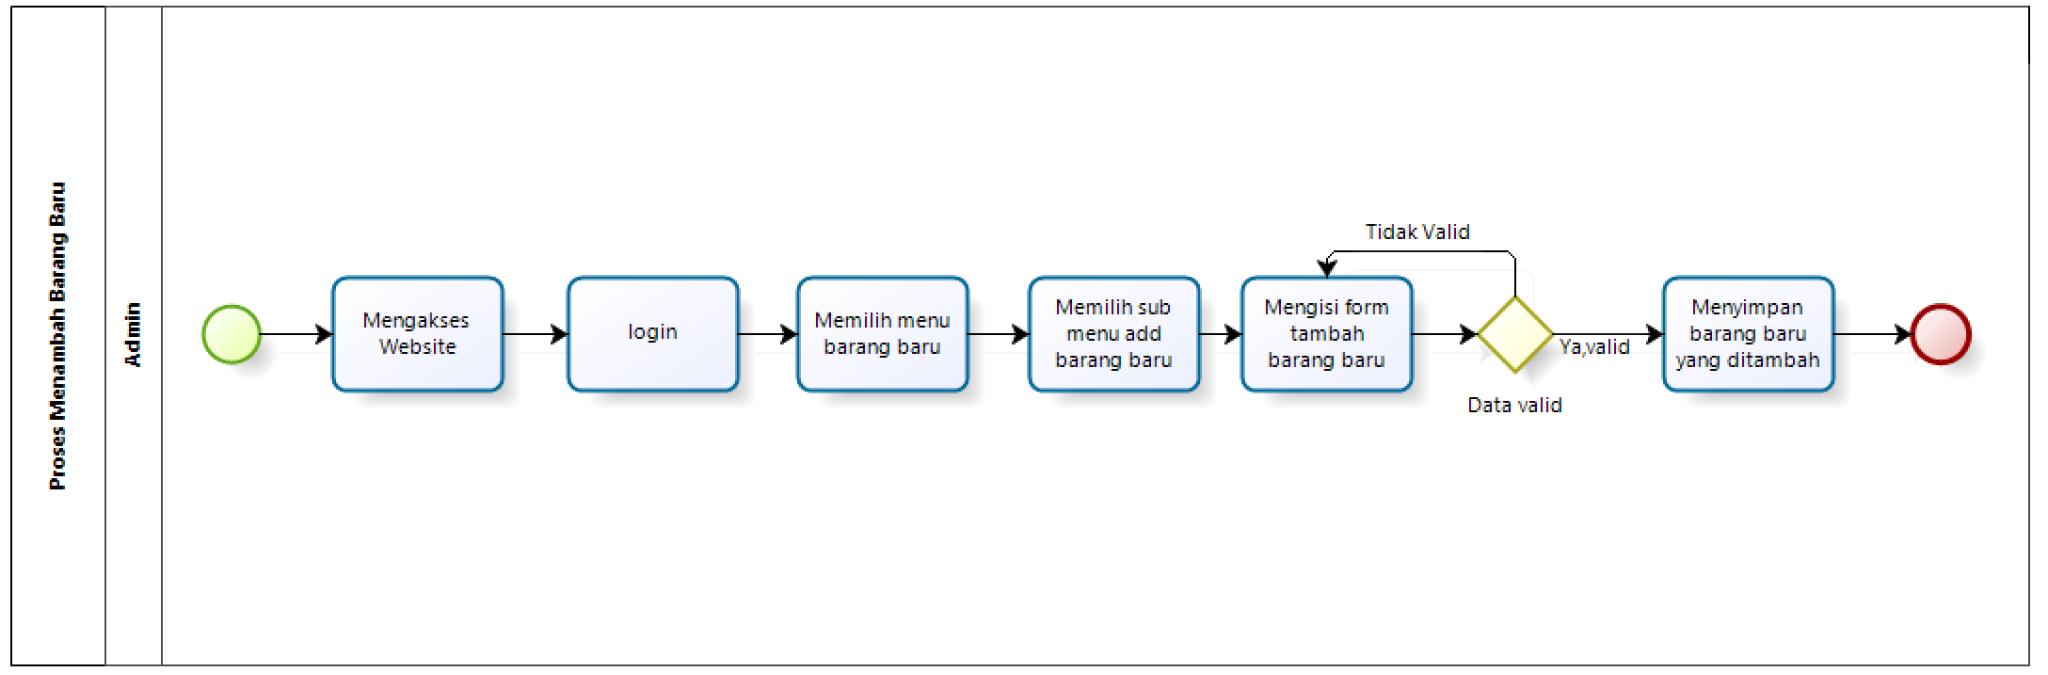 Proses Menambah Barang Baru
Admin
Mengakses
Website
login
Memilih menu
barang baru
Memilih sub
menu add
barang baru
Mengisi form
tambah
barang baru
Tidak Valid
Data valid
Ya,valid
Menyimpan
barang baru
yang ditambah